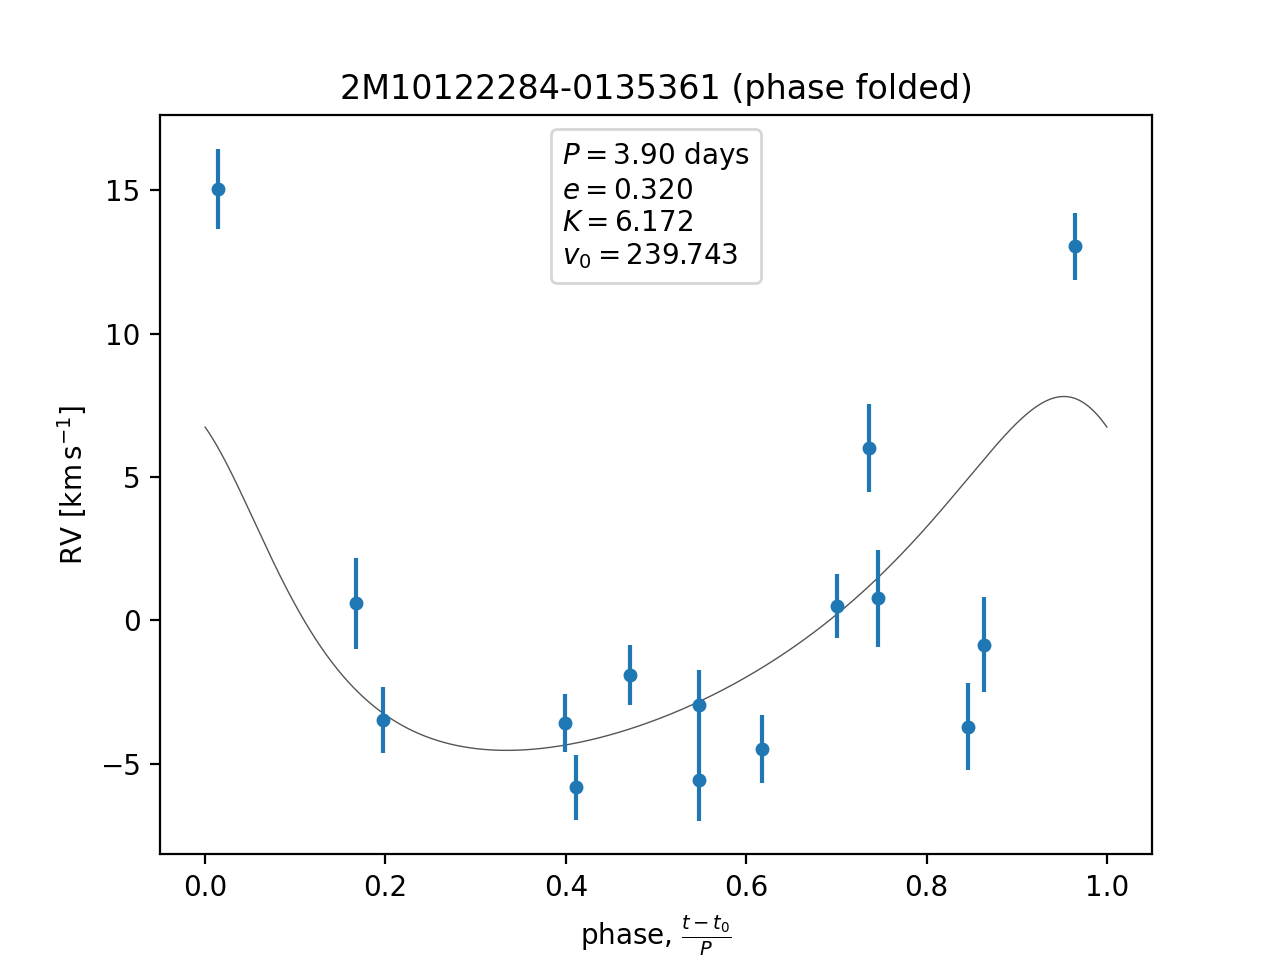 2M10122284-0135361 (phase folded)
P = 3.90 days
e = 0.320
K = 6.172
v₀ = 239.743
RV [km s⁻¹]
15
10
5
0
−5
0.0 0.2 0.4 0.6 0.8 1.0
phase, (t − t₀)/P